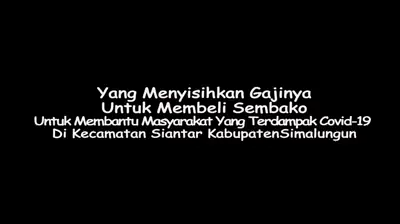 Yang Menyisihkan Gajinya
Untuk Membeli Sembako
Untuk Membantu Masyarakat Yang Terdampak Covid-19
Di Kecamatan Siantar KabupatenSimalungun